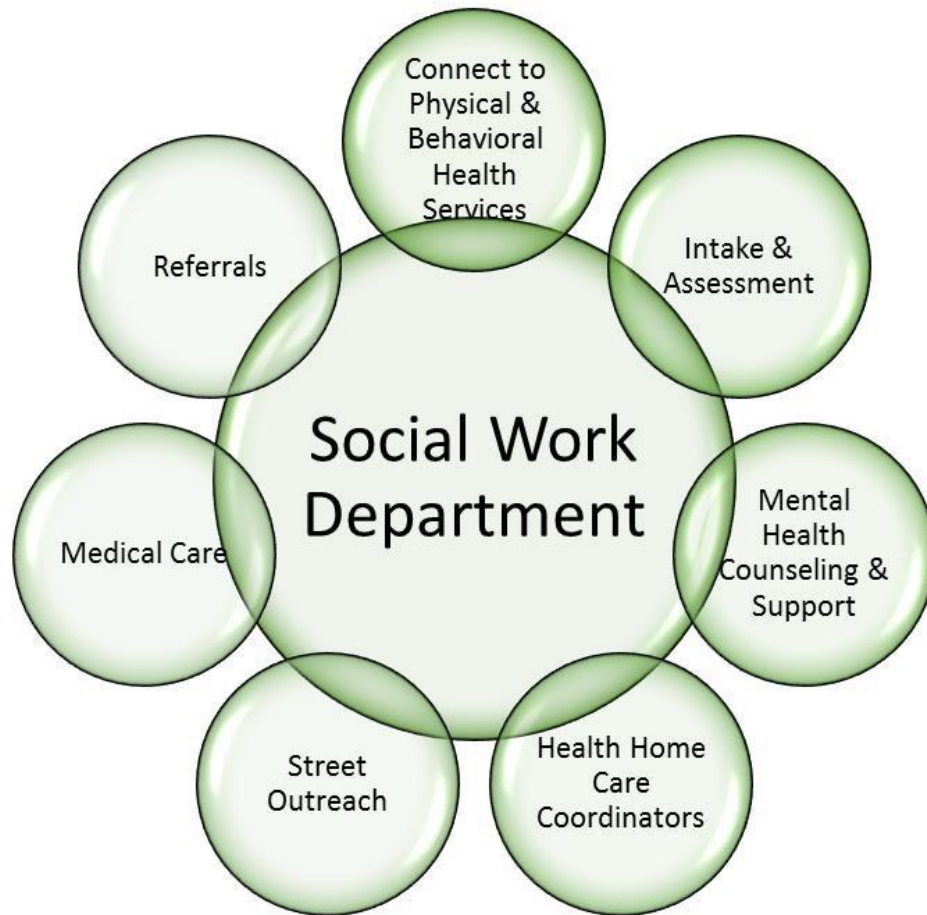 Connect to
Physical &
Behavioral
Health
Services
Intake &
Assessment
Mental
Health
Counseling &
Support
Health Home
Care
Coordinators
Street
Outreach
Medical Care
Referrals
Social Work
Department